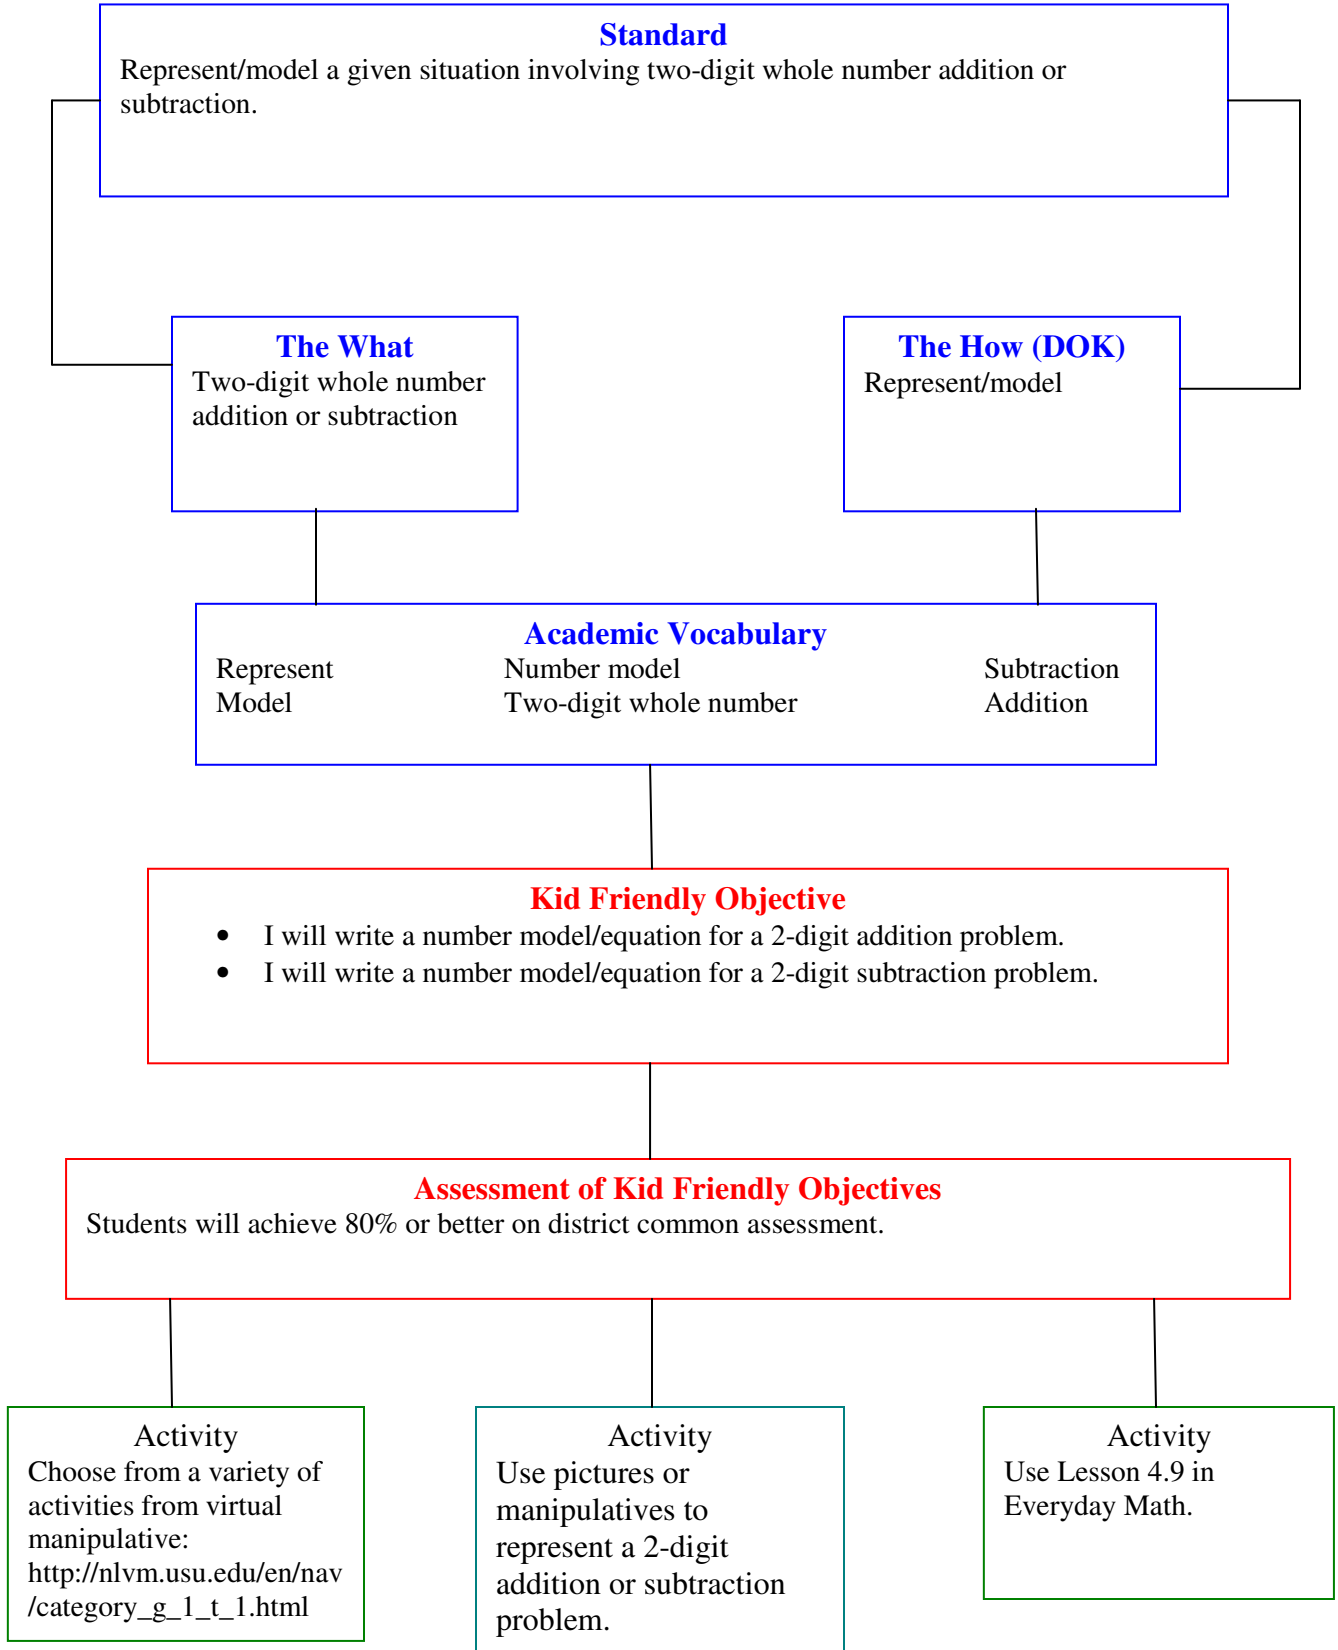 Standard
Represent/model a given situation involving two-digit whole number addition or
subtraction.
The What
Two-digit whole number
addition or subtraction
The How (DOK)
Represent/model
Academic Vocabulary
Represent Number model Subtraction
Model Two-digit whole number Addition
Kid Friendly Objective
• I will write a number model/equation for a 2-digit addition problem.
• I will write a number model/equation for a 2-digit subtraction problem.
Assessment of Kid Friendly Objectives
Students will achieve 80% or better on district common assessment.
Activity
Choose from a variety of
activities from virtual
manipulative:
http://nlvm.usu.edu/en/nav
/category_g_1_t_1.html
Activity
Use pictures or
manipulatives to
represent a 2-digit
addition or subtraction
problem.
Activity
Use Lesson 4.9 in
Everyday Math.